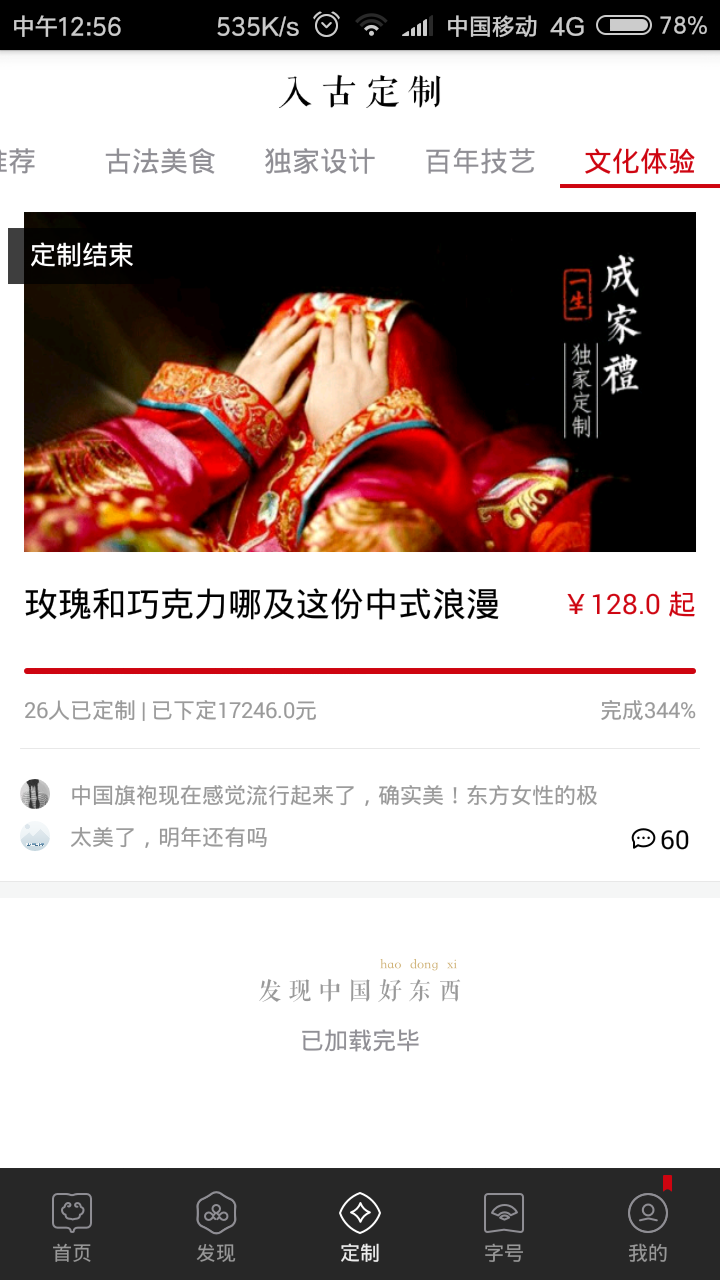 中午12:56 535K/s 中国移动 4G 78%
入古定制
推荐 古法美食 独家设计 百年技艺 文化体验
定制结束
成家禮
一生
独家定制
玫瑰和巧克力哪及这份中式浪漫 ¥128.0 起
26人已定制 | 已下定17246.0元 完成344%
中国旗袍现在感觉流行起来了，确实美！东方女性的极
太美了，明年还有吗 60
hao dong xi
发现中国好东西
已加载完毕
首页 发现 定制 字号 我的